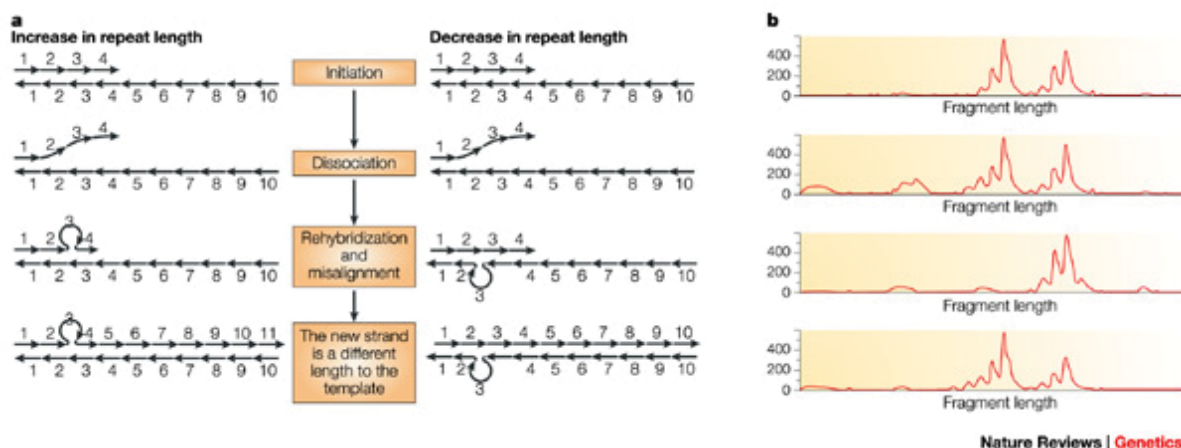 a
Increase in repeat length
1 2 3 4
1 2 3 4 5 6 7 8 9 10
1 2 3 4
1 2 3 4 5 6 7 8 9 10
3
1 2 4
1 2 3 4 5 6 7 8 9 10
3
1 2 4 5 6 7 8 9 10 11
1 2 3 4 5 6 7 8 9 10
Initiation
Dissociation
Rehybridization
and
misalignment
The new strand
is a different
length to the
template
Decrease in repeat length
1 2 3 4
1 2 3 4 5 6 7 8 9 10
1 2 3 4
1 2 3 4 5 6 7 8 9 10
1 2 3 4
1 2 4 5 6 7 8 9 10
3
1 2 3 4 5 6 7 8 9 10
1 2 4 5 6 7 8 9 10
3
b
400
200
0
Fragment length
400
200
0
Fragment length
400
200
0
Fragment length
400
200
0
Fragment length
Nature Reviews | Genetics